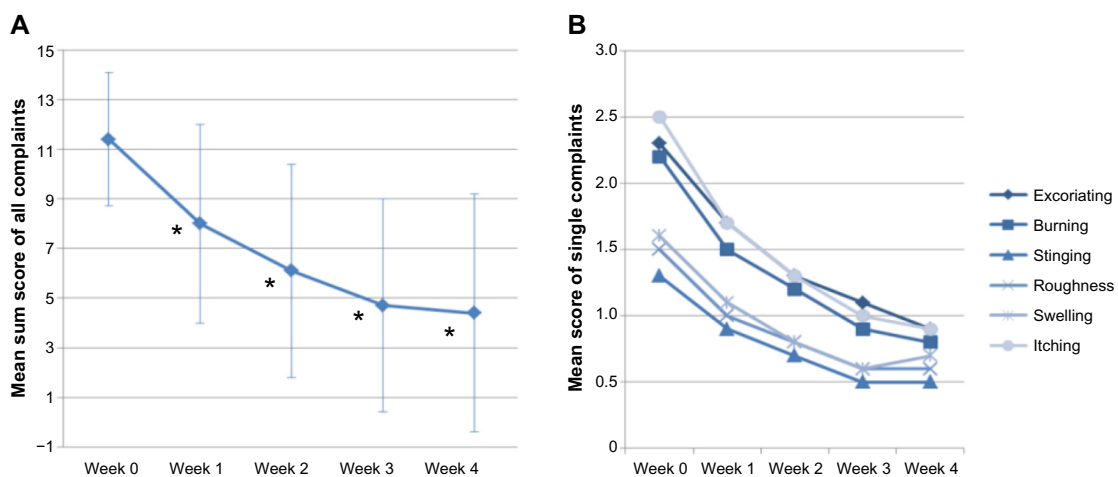 A
Mean sum score of all complaints
15
13
11
9
7
5
3
1
−1
*
*
*
*
Week 0 Week 1 Week 2 Week 3 Week 4
B
Mean score of single complaints
3.0
2.5
2.0
1.5
1.0
0.5
0
Week 0 Week 1 Week 2 Week 3 Week 4
Excoriating
Burning
Stinging
Roughness
Swelling
Itching